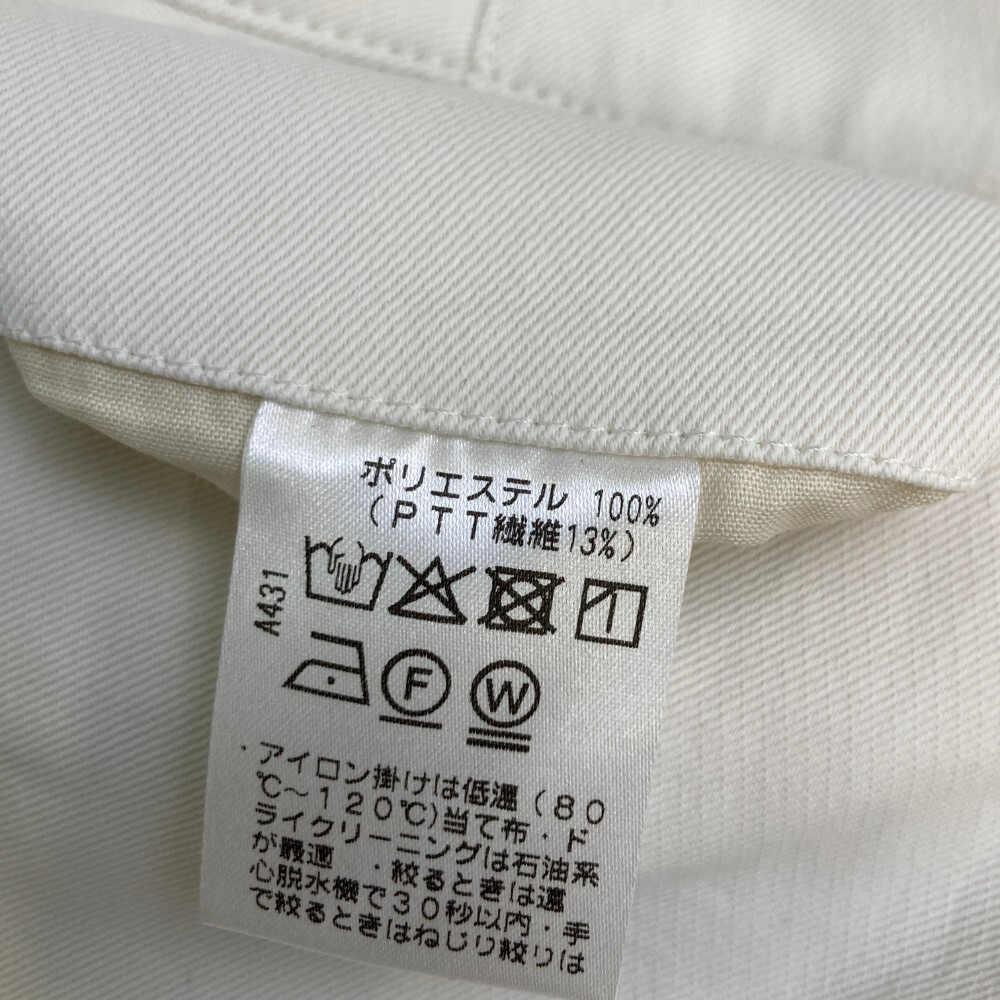 ポリエステル 100%
(PTT繊維13%)
A431
F W
・アイロン掛けは低温(80
℃～120℃)当て布・ド
ライクリーニングは石油系
が最適 ・絞るときは遠
心脱水機で30秒以内・手
で絞るときはねじり絞りは